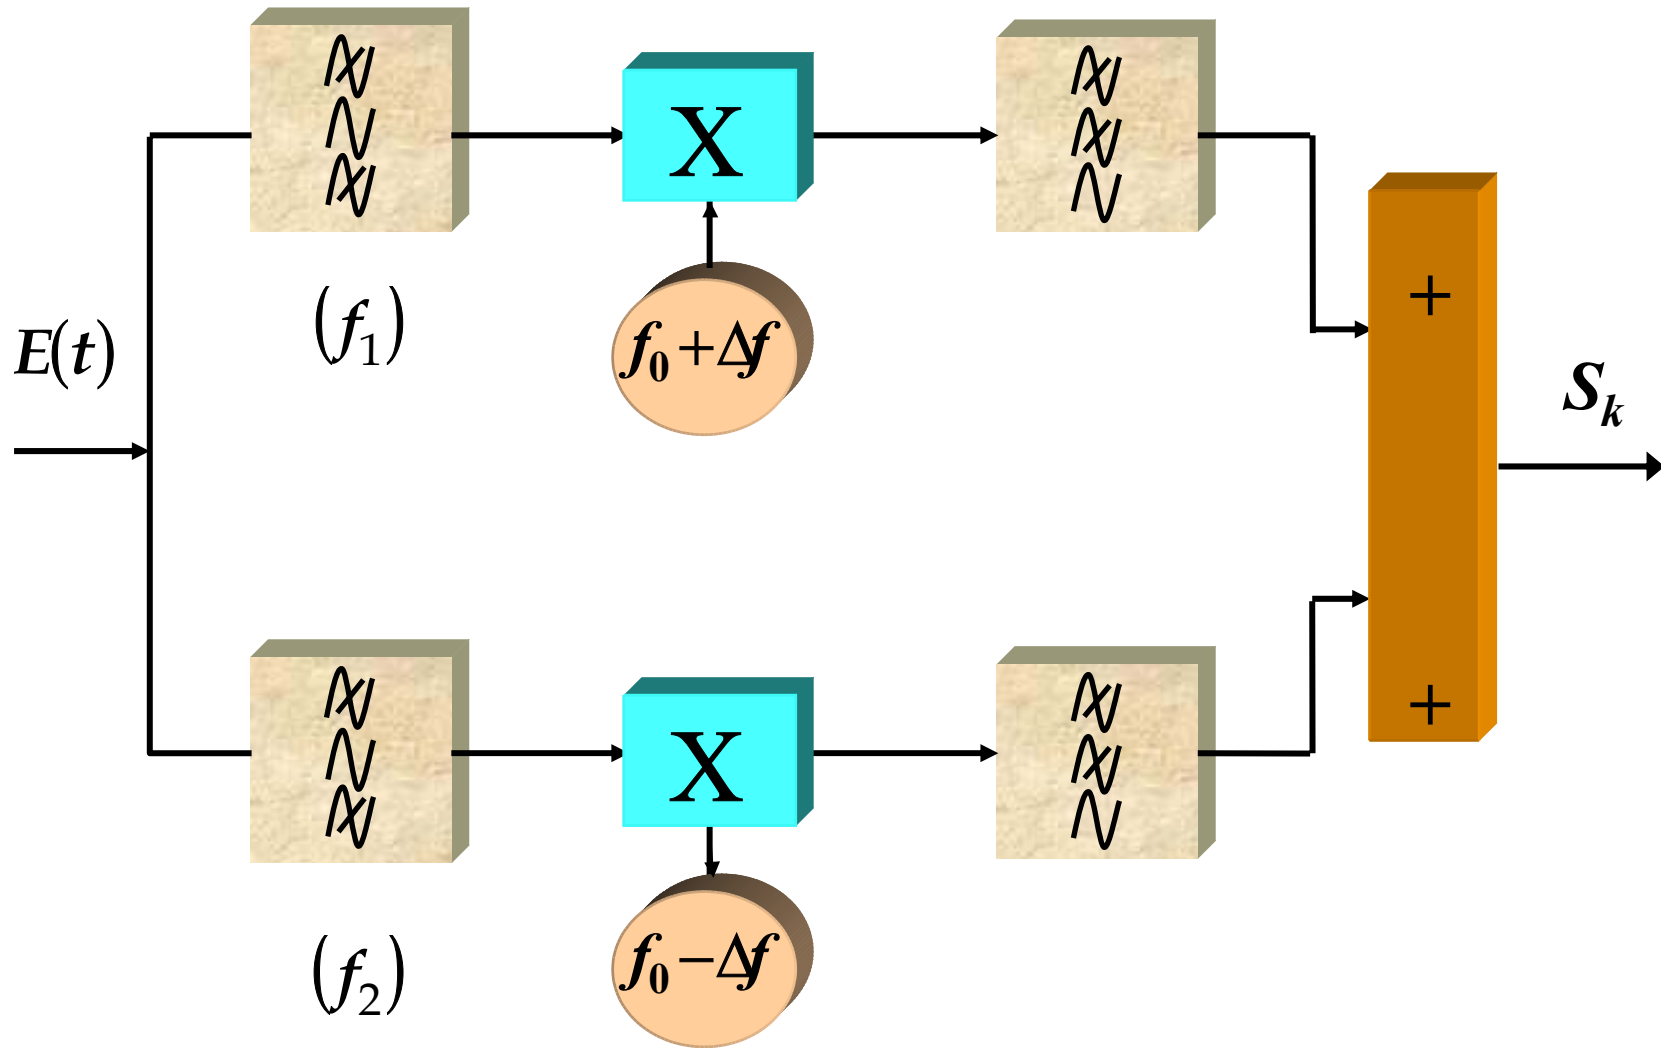 X
(f₁)
f₀+Δf
E(t)
+
Sₖ
+
X
(f₂)
f₀−Δf